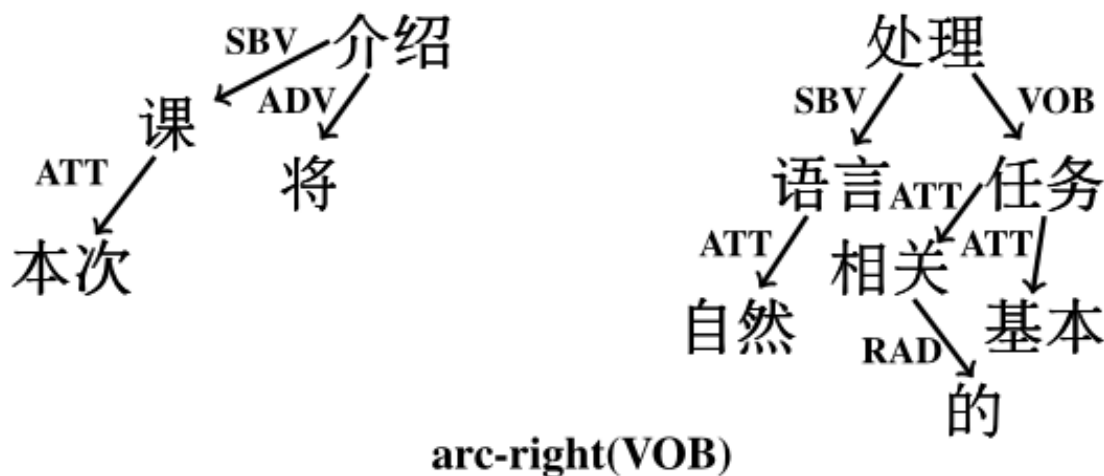 SBV 介绍 处理
课 ADV SBV VOB
ATT 将 语言 ATT 任务
本次 ATT 相关 ATT
自然 RAD 基本
的
arc-right(VOB)